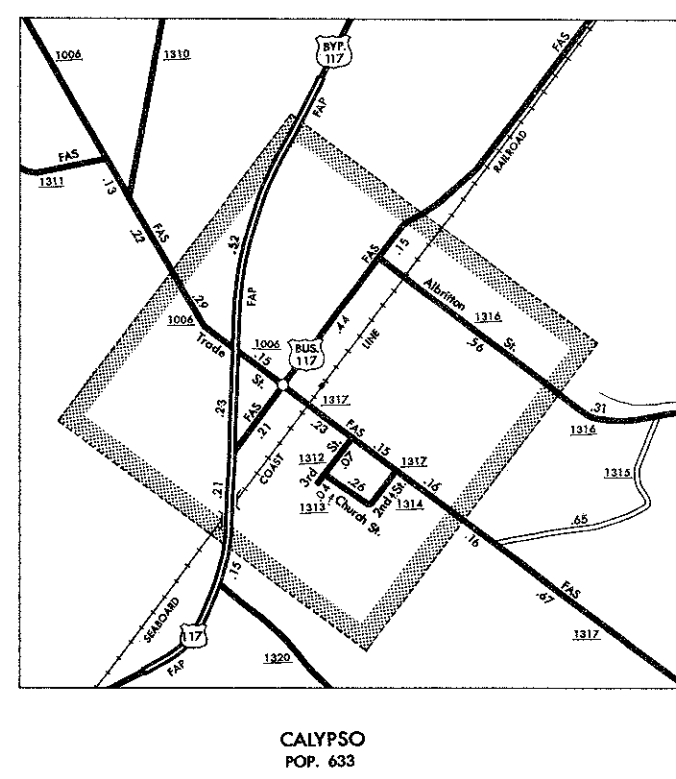 1006
1310
BYP.
117
FAS
FAP
RAILROAD
FAS
1311
.13
FAS
.22
.52
FAS
.15
FAP
Albritton
1316
St.
.29
1006
1006
.44
.56
Trade
.15
St.
BUS.
117
LINE
1317
.31
1316
.23
FAS
.21
.23
FAS
.15
COAST
1312
3rd
St.
.07
1317
.16
1315
.21
.26
.04
1313
Church St.
2nd St.
1314
.65
.16
.15
FAS
.67
SEABOARD
117
FAP
1320
1317
CALYPSO
POP. 633